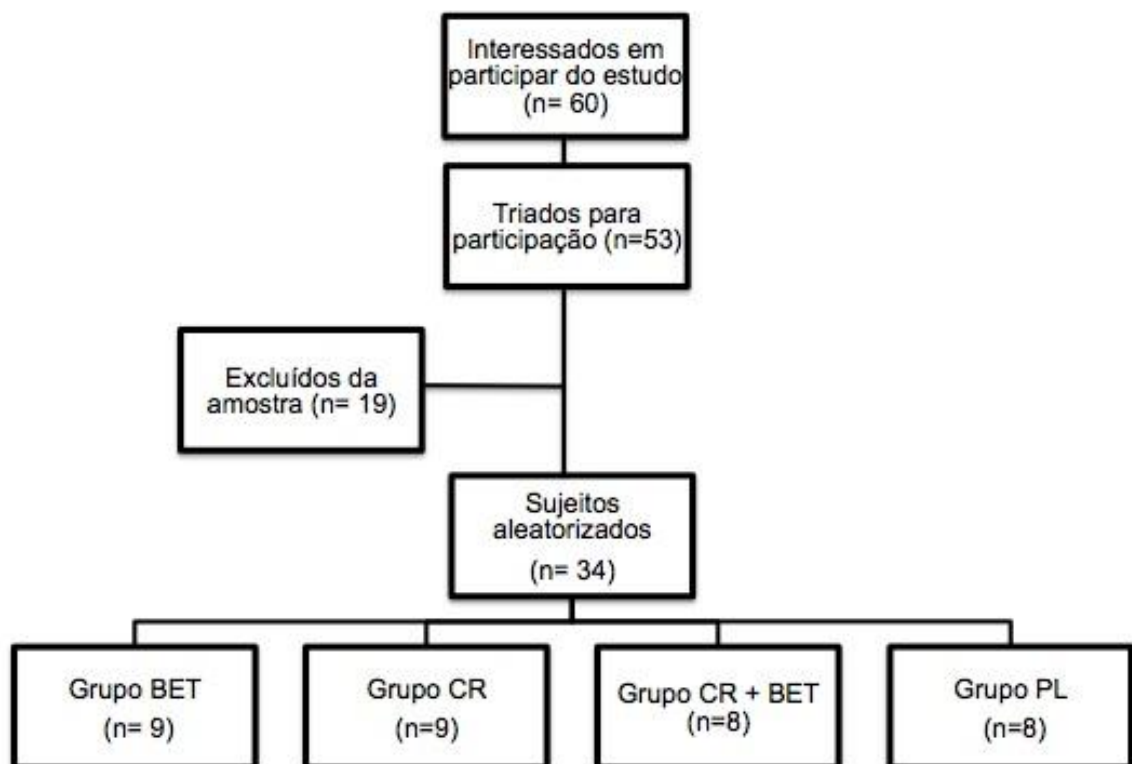 Interessados em
participar do estudo
(n= 60)
Triados para
participação (n=53)
Excluídos da
amostra (n= 19)
Sujeitos
aleatorizados
(n= 34)
Grupo BET
(n= 9)
Grupo CR
(n=9)
Grupo CR + BET
(n=8)
Grupo PL
(n=8)